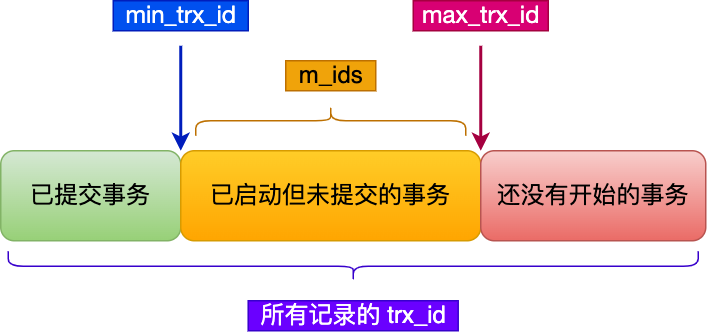 min_trx_id
max_trx_id
m_ids
已提交事务
已启动但未提交的事务
还没有开始的事务
所有记录的 trx_id